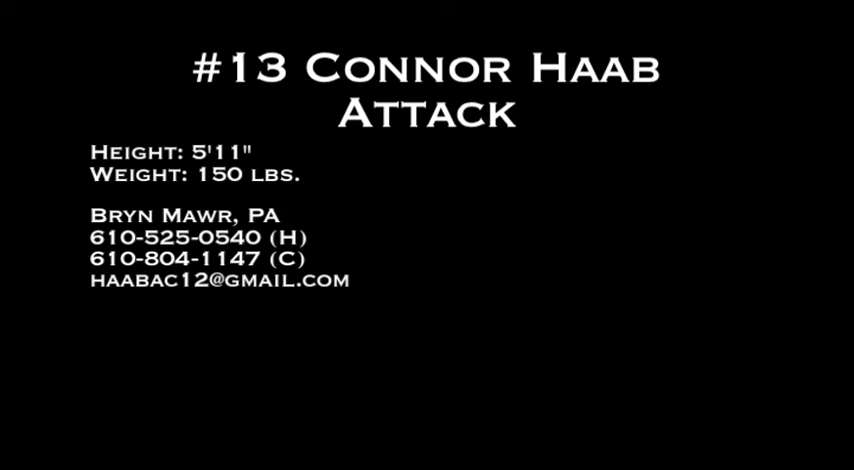 #13 Connor Haab
Attack
Height: 5'11"
Weight: 150 lbs.
Bryn Mawr, PA
610-525-0540 (H)
610-804-1147 (C)
haabac12@gmail.com